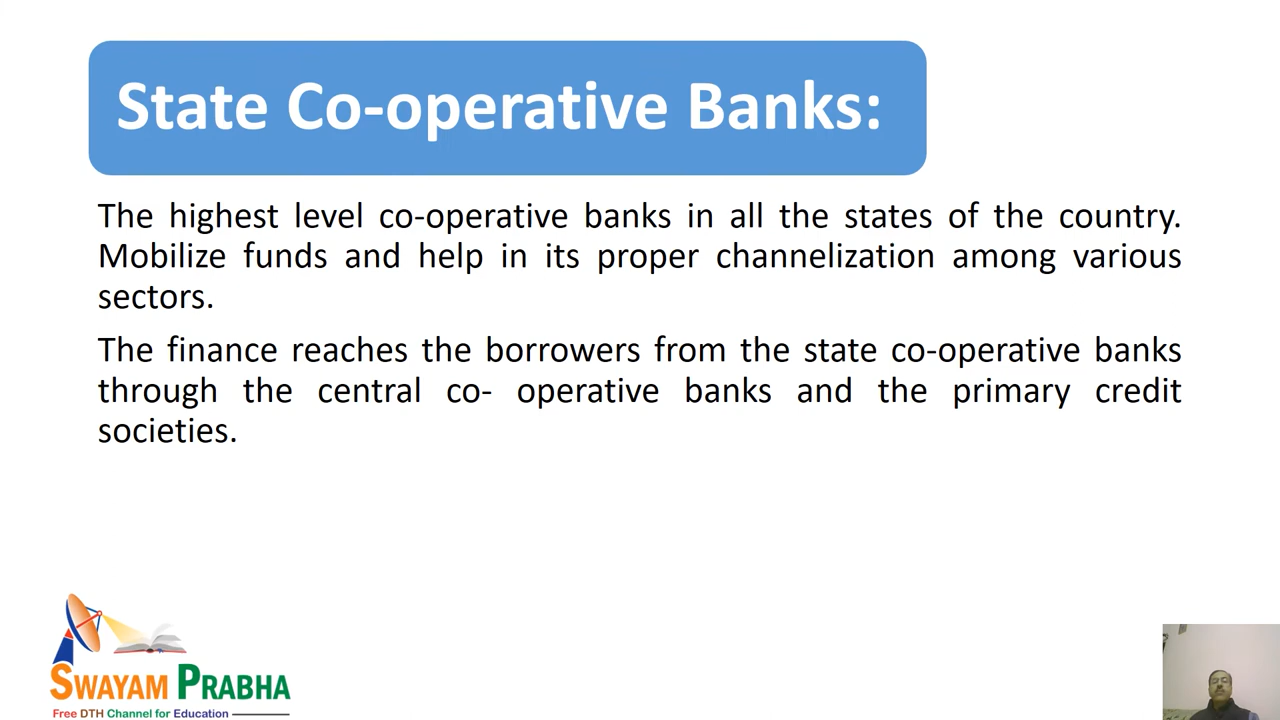 State Co-operative Banks:
The highest level co-operative banks in all the states of the country.
Mobilize funds and help in its proper channelization among various
sectors.
The finance reaches the borrowers from the state co-operative banks
through the central co- operative banks and the primary credit
societies.
SWAYAM PRABHA
Free DTH Channel for Education